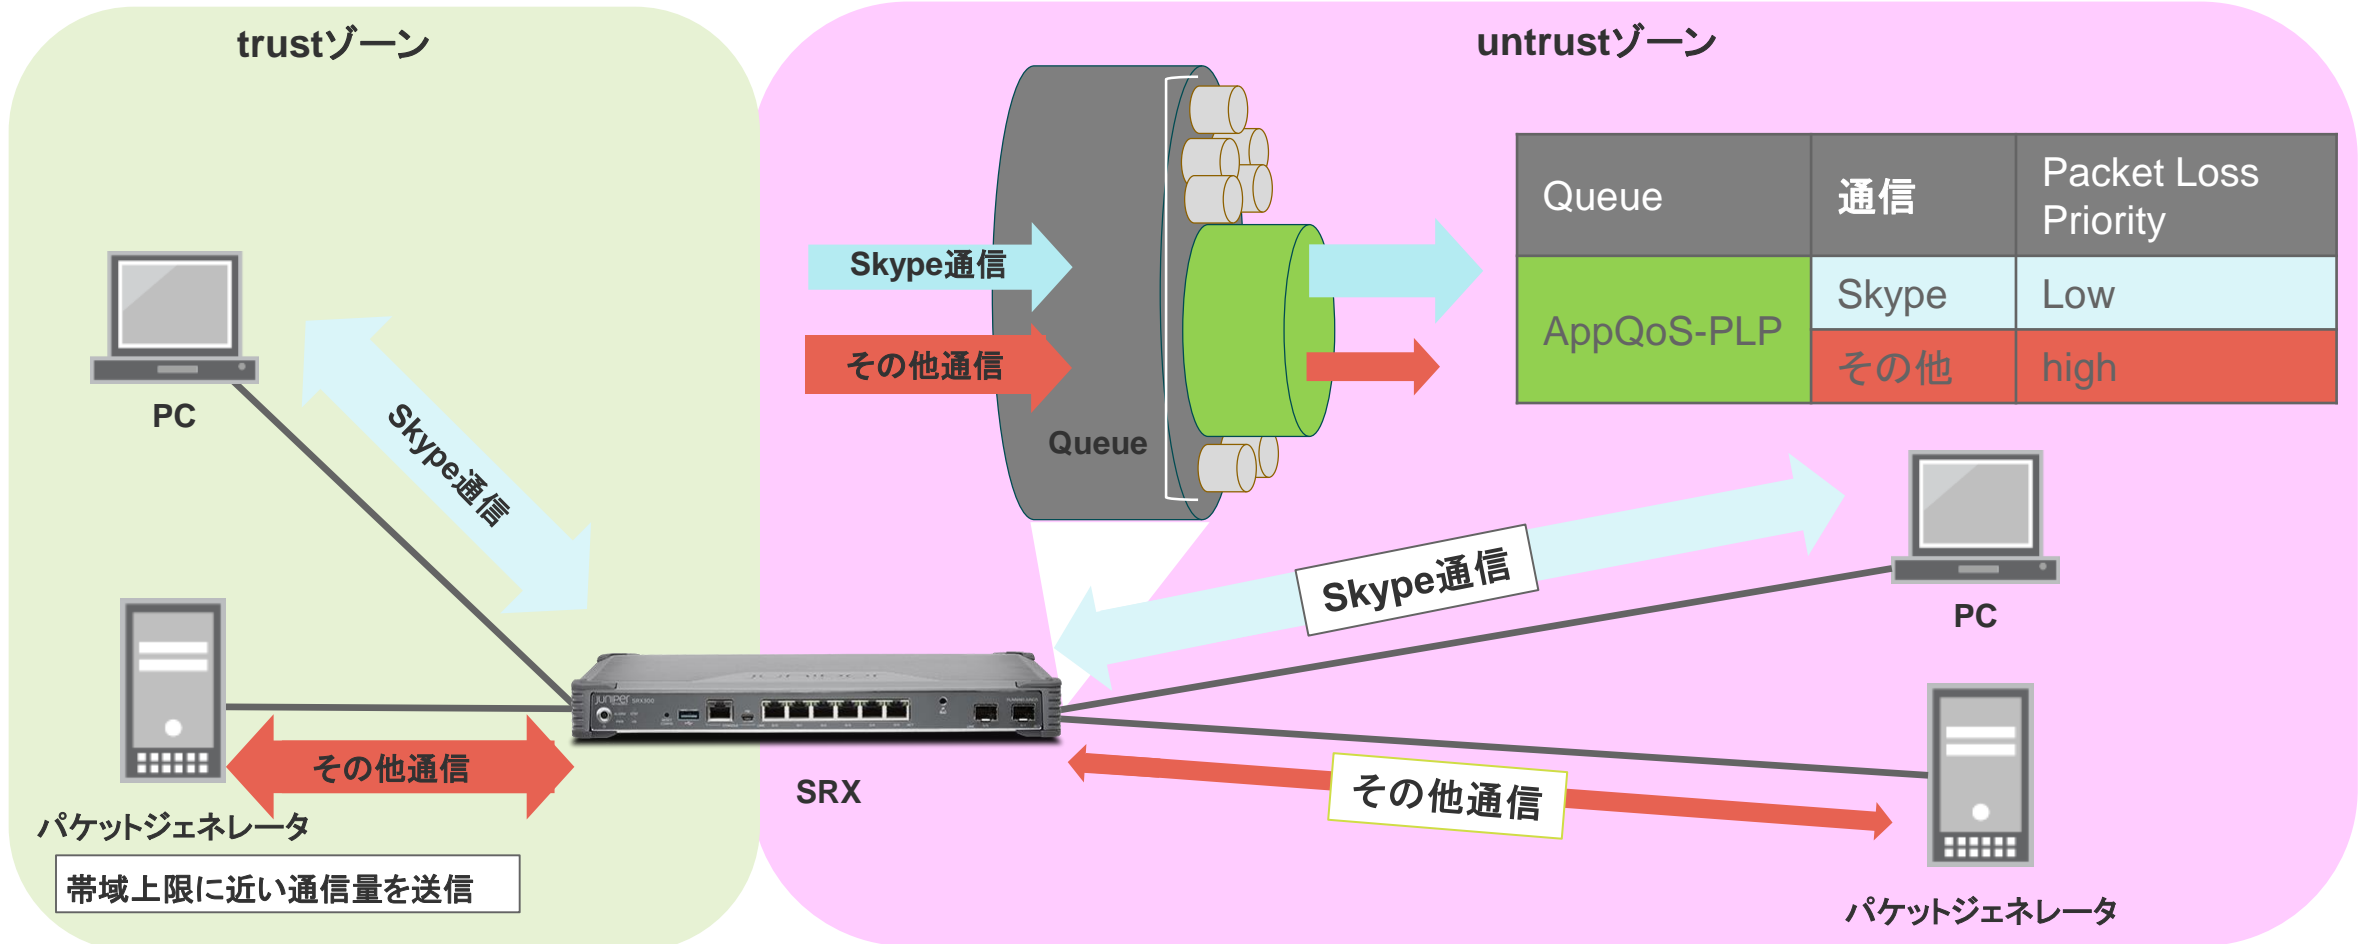 trustゾーン
untrustゾーン
Queue
通信
Packet Loss
Priority
AppQoS-PLP
Skype
Low
その他
high
Skype通信
その他通信
Queue
PC
Skype通信
Skype通信
PC
JUNIPER
SRX300
その他通信
SRX
その他通信
パケットジェネレータ
帯域上限に近い通信量を送信
パケットジェネレータ